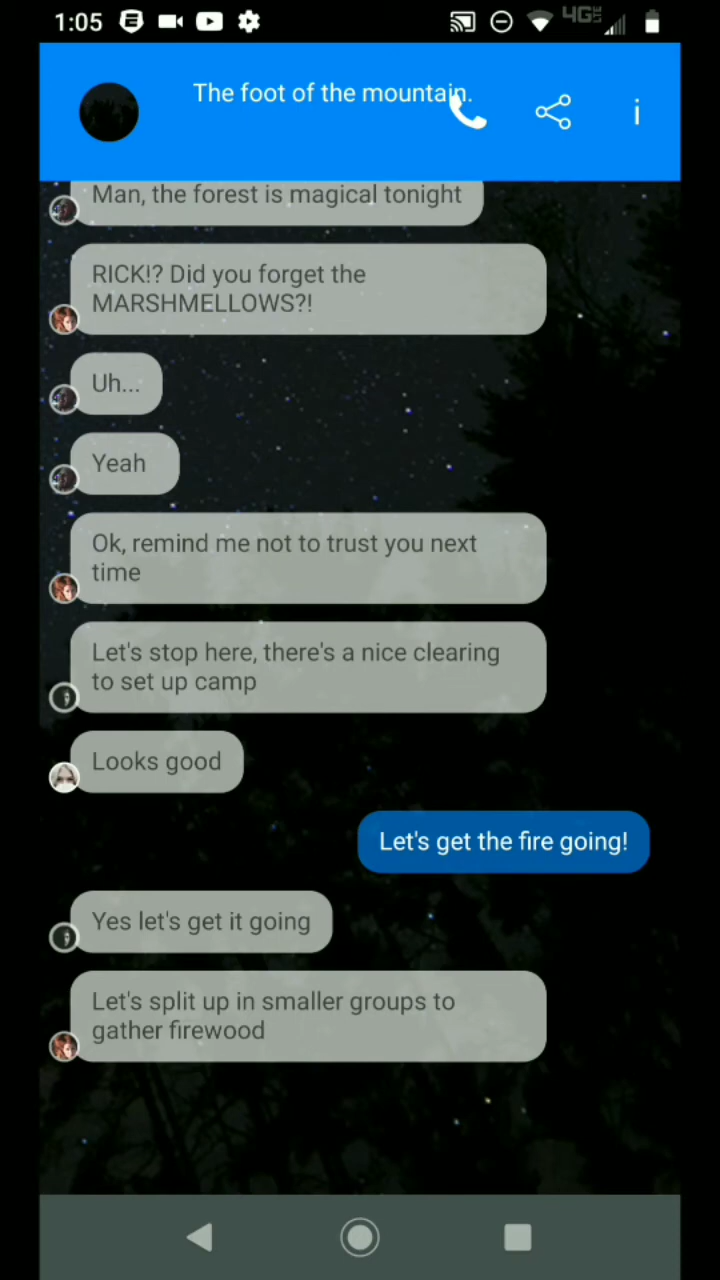 1:05
4G LTE
The foot of the mountain.
i
Man, the forest is magical tonight
RICK!? Did you forget the
MARSHMELLOWS?!
Uh...
Yeah
Ok, remind me not to trust you next
time
Let's stop here, there's a nice clearing
to set up camp
Looks good
Let's get the fire going!
Yes let's get it going
Let's split up in smaller groups to
gather firewood